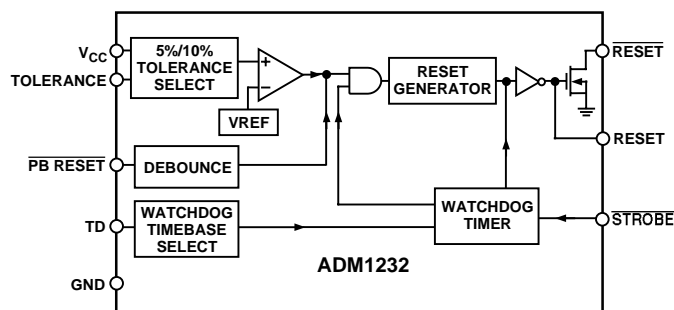 VCC
TOLERANCE
5%/10%
TOLERANCE
SELECT
+
−
VREF
RESET
GENERATOR
RESET
RESET
PB RESET
DEBOUNCE
TD
WATCHDOG
TIMEBASE
SELECT
WATCHDOG
TIMER
STROBE
GND
ADM1232